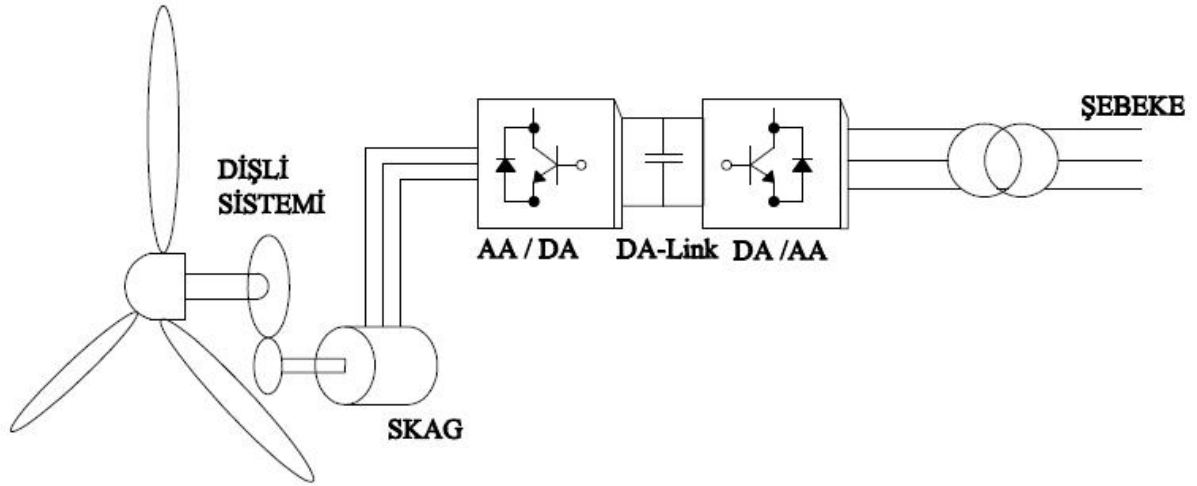 ŞEBEKE
DİŞLİ
SİSTEMİ
AA / DA
DA-Link
DA /AA
SKAG